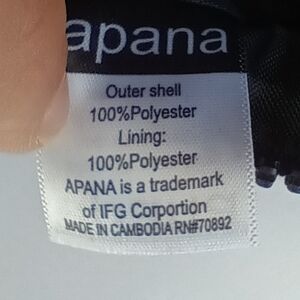 apana
Outer shell
100%Polyester
Lining:
100%Polyester
APANA is a trademark
of IFG Corportion
MADE IN CAMBODIA RN#70892